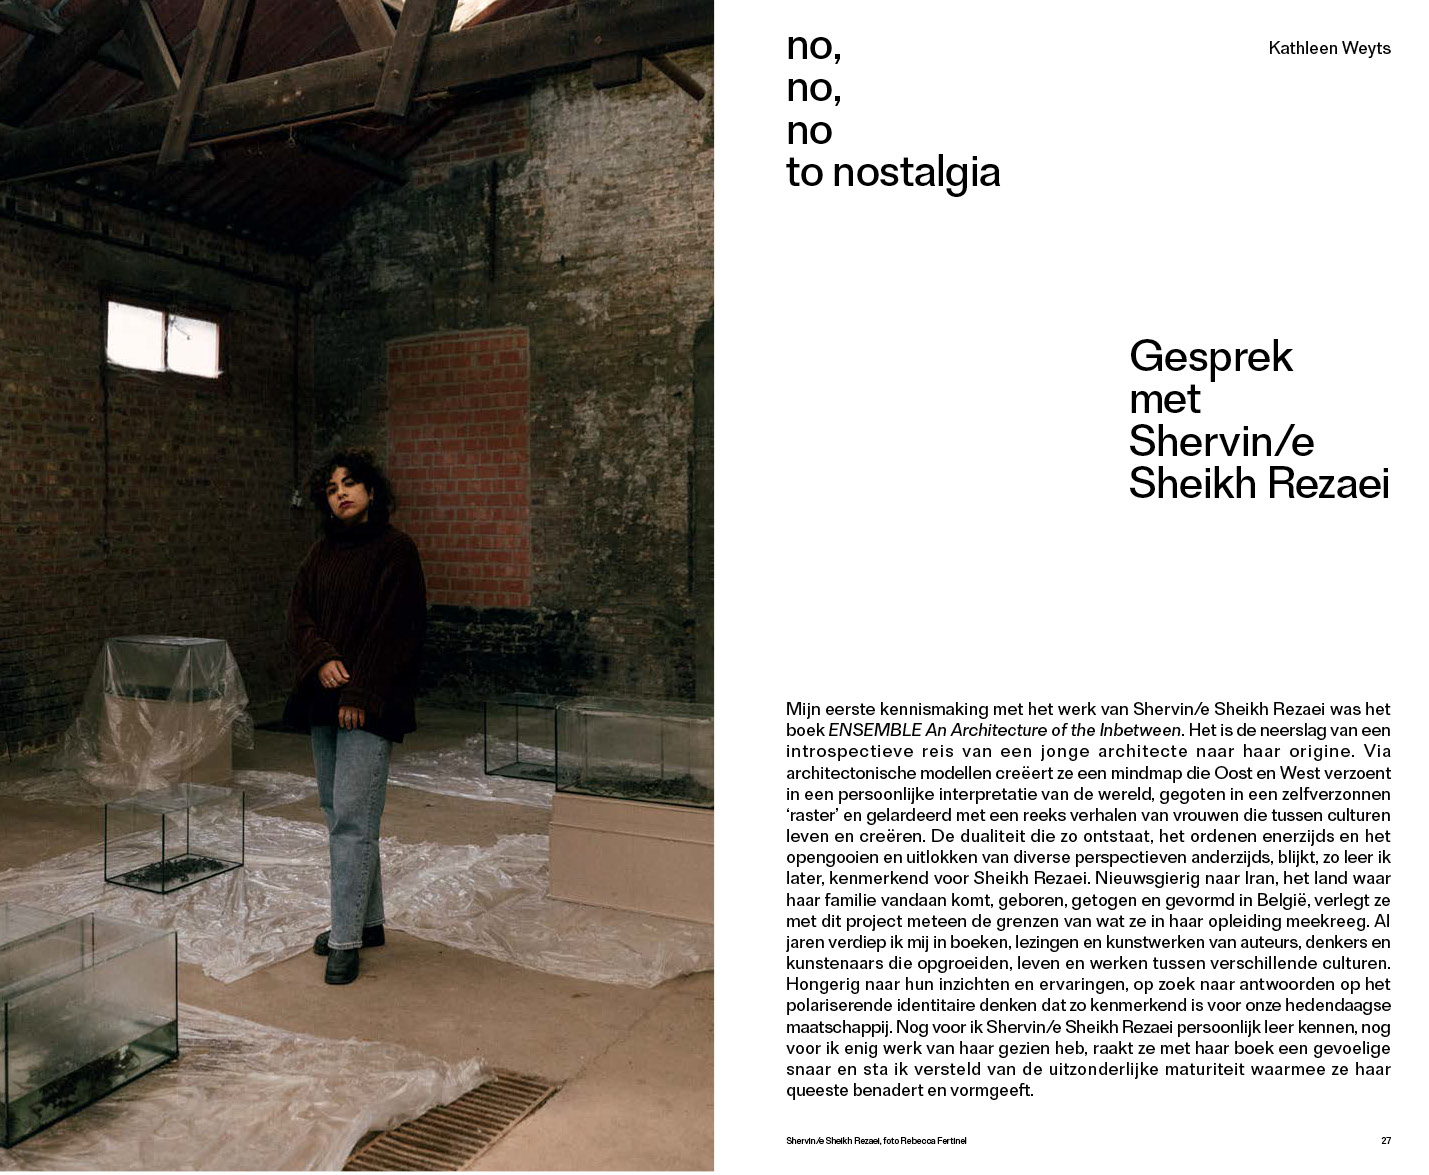 no,
no,
no
to nostalgia
Kathleen Weyts
Gesprek
met
Shervin/e
Sheikh Rezaei
Mijn eerste kennismaking met het werk van Shervin/e Sheikh Rezaei was het
boek ENSEMBLE An Architecture of the Inbetween. Het is de neerslag van een
introspectieve reis van een jonge architecte naar haar origine. Via
architectonische modellen creëert ze een mindmap die Oost en West verzoent
in een persoonlijke interpretatie van de wereld, gegoten in een zelfverzonnen
‘raster’ en gelardeerd met een reeks verhalen van vrouwen die tussen culturen
leven en creëren. De dualiteit die zo ontstaat, het ordenen enerzijds en het
opengooien en uitlokken van diverse perspectieven anderzijds, blijkt, zo leer ik
later, kenmerkend voor Sheikh Rezaei. Nieuwsgierig naar Iran, het land waar
haar familie vandaan komt, geboren, getogen en gevormd in België, verlegt ze
met dit project meteen de grenzen van wat ze in haar opleiding meekreeg. Al
jaren verdiep ik mij in boeken, lezingen en kunstwerken van auteurs, denkers en
kunstenaars die opgroeiden, leven en werken tussen verschillende culturen.
Hongerig naar hun inzichten en ervaringen, op zoek naar antwoorden op het
polariserende identitaire denken dat zo kenmerkend is voor onze hedendaagse
maatschappij. Nog voor ik Shervin/e Sheikh Rezaei persoonlijk leer kennen, nog
voor ik enig werk van haar gezien heb, raakt ze met haar boek een gevoelige
snaar en sta ik versteld van de uitzonderlijke maturiteit waarmee ze haar
queeste benadert en vormgeeft.
Shervin/e Sheikh Rezaei, foto Rebecca Fertinel
27